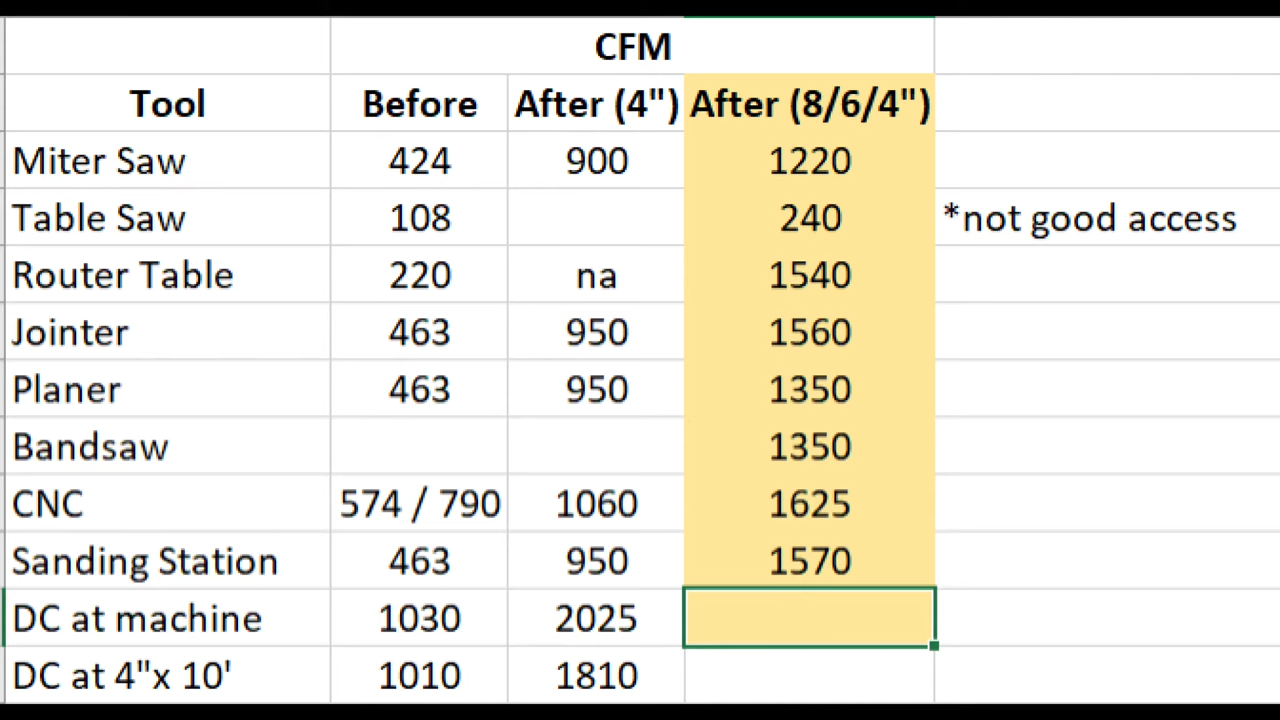 CFM
Tool Before After (4") After (8/6/4")
Miter Saw 424 900 1220
Table Saw 108 240 *not good access
Router Table 220 na 1540
Jointer 463 950 1560
Planer 463 950 1350
Bandsaw 1350
CNC 574 / 790 1060 1625
Sanding Station 463 950 1570
DC at machine 1030 2025
DC at 4"x 10' 1010 1810